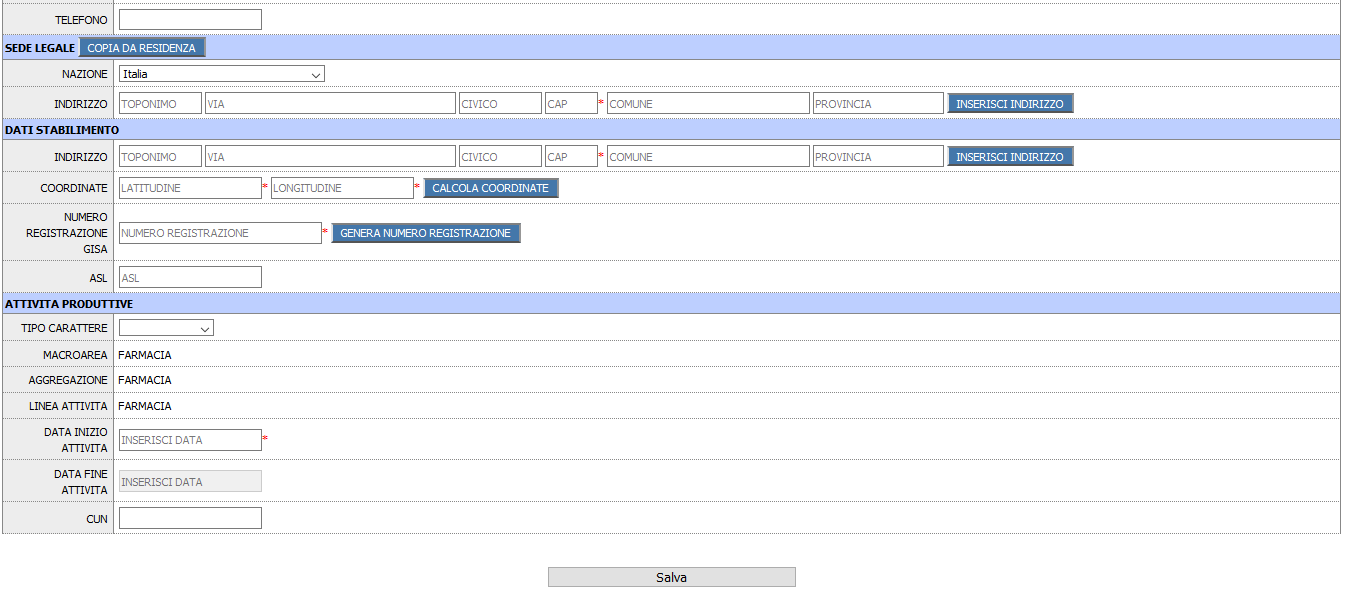 TELEFONO
SEDE LEGALE COPIA DA RESIDENZA
NAZIONE Italia
INDIRIZZO TOPONIMO VIA CIVICO CAP * COMUNE PROVINCIA INSERISCI INDIRIZZO
DATI STABILIMENTO
INDIRIZZO TOPONIMO VIA CIVICO CAP * COMUNE PROVINCIA INSERISCI INDIRIZZO
COORDINATE LATITUDINE * LONGITUDINE * CALCOLA COORDINATE
NUMERO
REGISTRAZIONE NUMERO REGISTRAZIONE * GENERA NUMERO REGISTRAZIONE
GISA
ASL ASL
ATTIVITA PRODUTTIVE
TIPO CARATTERE
MACROAREA FARMACIA
AGGREGAZIONE FARMACIA
LINEA ATTIVITA FARMACIA
DATA INIZIO
ATTIVITA INSERISCI DATA *
DATA FINE
ATTIVITA INSERISCI DATA
CUN
Salva